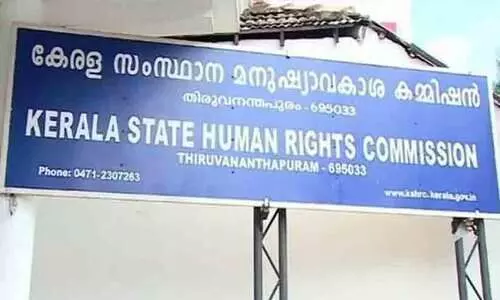 കേരള സംസ്ഥാന മനുഷ്യാവകാശ കമ്മിഷൻ
തിരുവനന്തപുരം - 695033
KERALA STATE HUMAN RIGHTS COMMISSION
THIRUVANANTHAPURAM - 695033
Phone: 0471-2307263
www.kshrc.kerala.gov.in